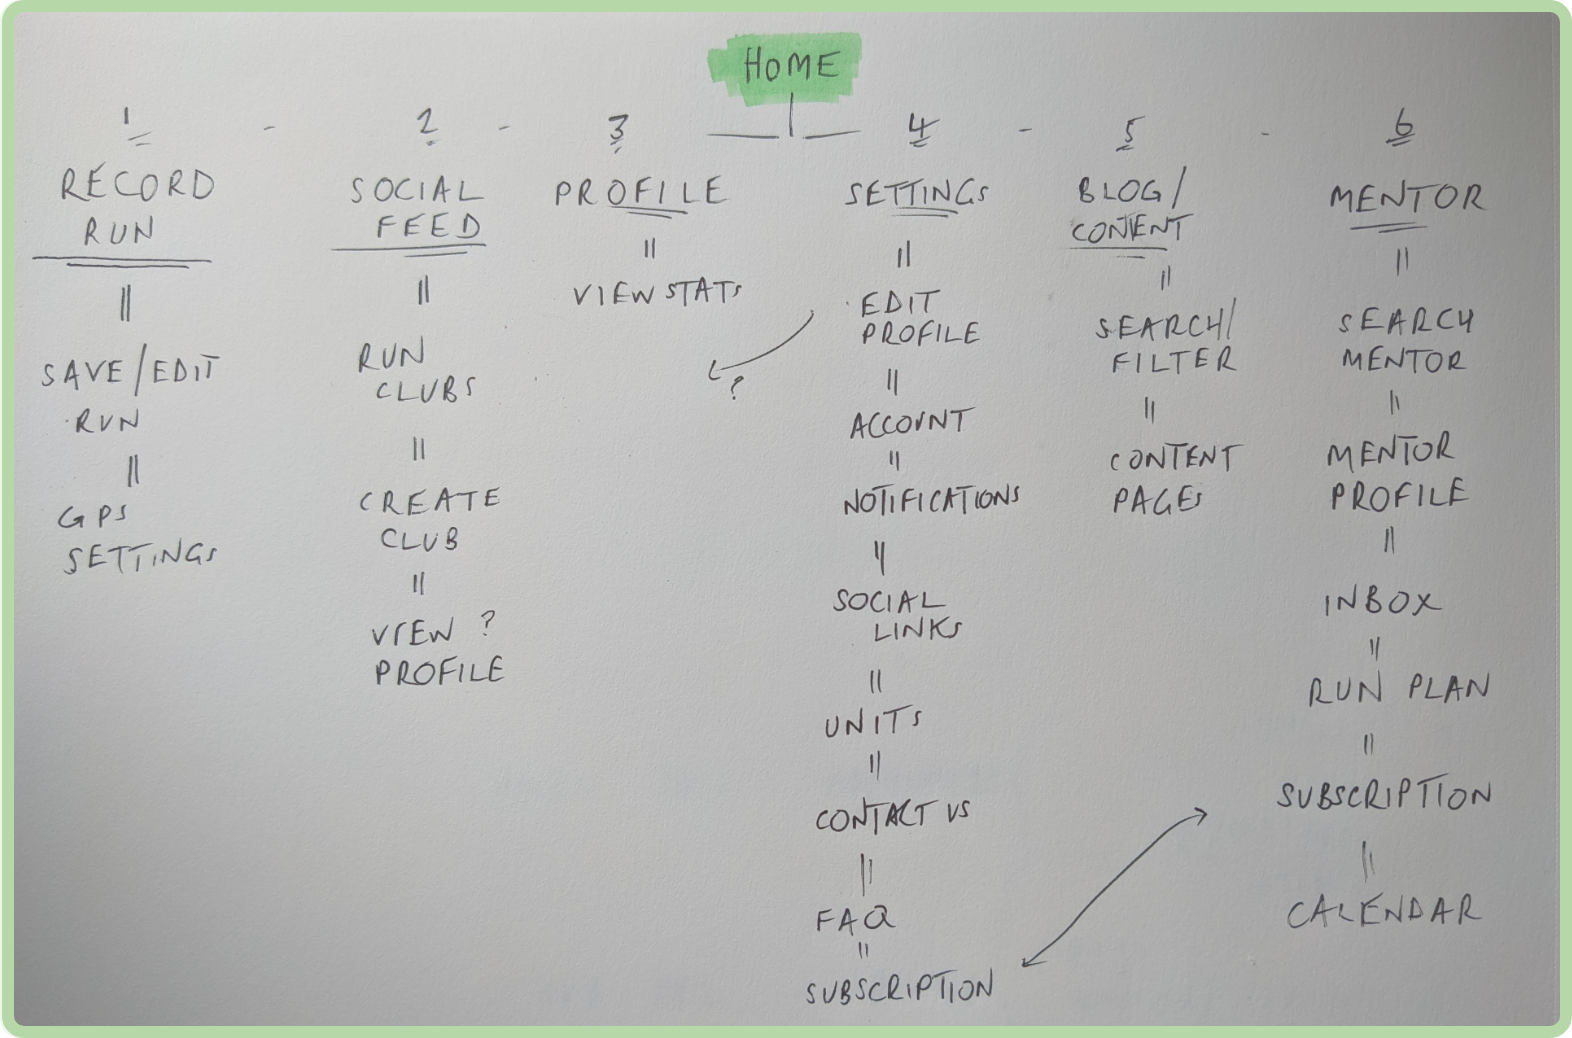 HOME
1 - 2 - 3 4 - 5 - 6
RECORD
RUN
SAVE/EDIT
RUN
GPS
SETTINGS
SOCIAL
FEED
RUN
CLUBS
CREATE
CLUB
VIEW ?
PROFILE
PROFILE
VIEW STATS
?
SETTINGS
EDIT
PROFILE
ACCOUNT
NOTIFICATIONS
SOCIAL
LINKS
UNITS
CONTACT US
FAQ
SUBSCRIPTION
BLOG/
CONTENT
SEARCH/
FILTER
CONTENT
PAGES
MENTOR
SEARCH
MENTOR
MENTOR
PROFILE
INBOX
RUN PLAN
SUBSCRIPTION
CALENDAR